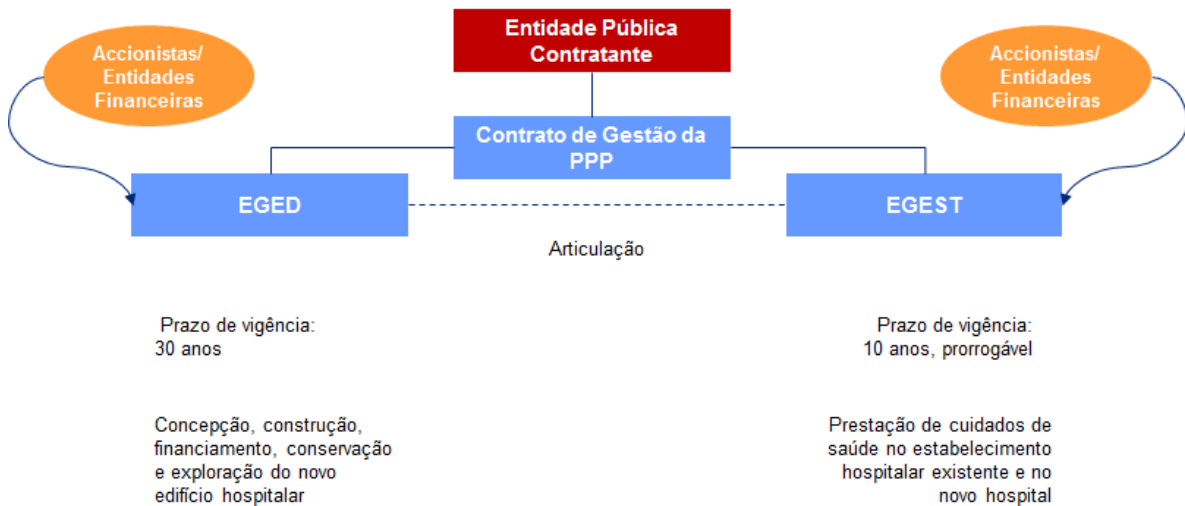 Entidade Pública
Contratante
Accionistas/
Entidades
Financeiras
Accionistas/
Entidades
Financeiras
Contrato de Gestão da
PPP
EGED
EGEST
Articulação
Prazo de vigência:
30 anos
Prazo de vigência:
10 anos, prorrogável
Concepção, construção,
financiamento, conservação
e exploração do novo
edifício hospitalar
Prestação de cuidados de
saúde no estabelecimento
hospitalar existente e no
novo hospital